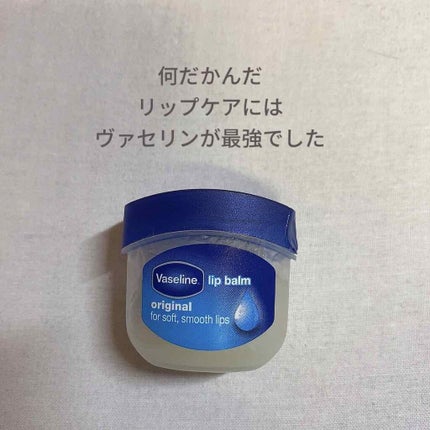 何だかんだ
リップケアには
ヴァセリンが最強でした
Vaseline. lip balm
original
for soft, smooth lips